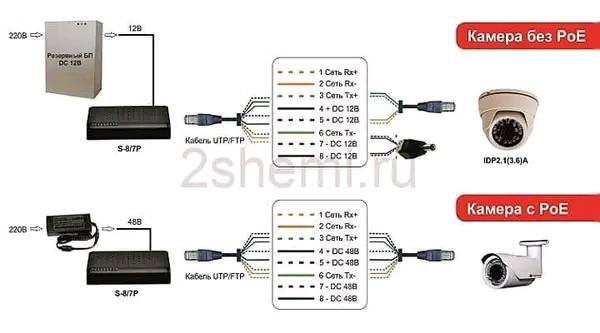 220В
12В
Резервный БП
DC 12В
S-8/7P
Кабель UTP/FTP
1 Сеть Rx+
2 Сеть Rx-
3 Сеть Tx+
4 + DC 12В
5 + DC 12В
6 Сеть Tx-
7 - DC 12В
8 - DC 12В
Камера без PoE
IDP2.1(3.6)A
2shemi.ru
220В
48В
S-8/7P
Кабель UTP/FTP
1 Сеть Rx+
2 Сеть Rx-
3 Сеть Tx+
4 + DC 48В
5 + DC 48В
6 Сеть Tx-
7 - DC 48В
8 - DC 48В
Камера с PoE